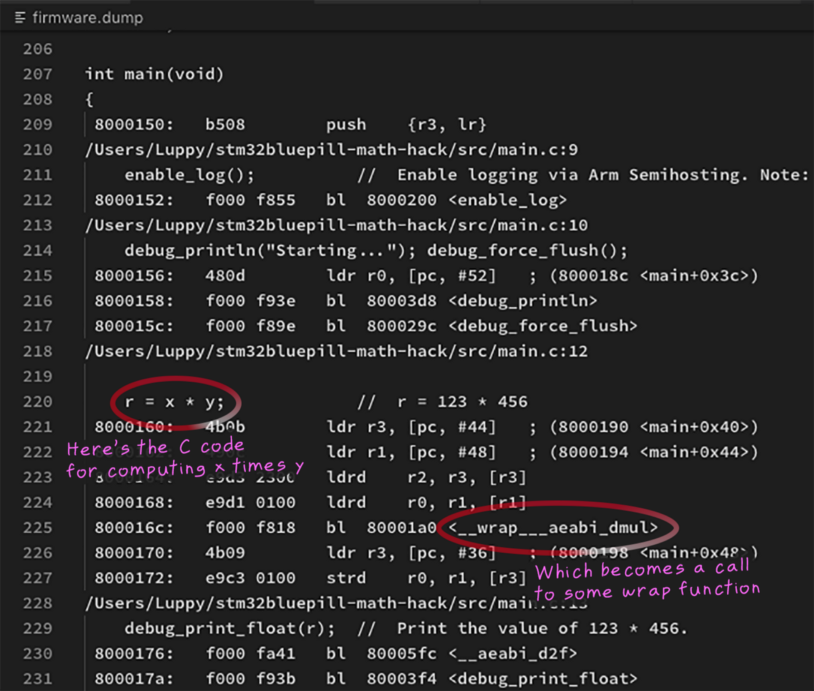 firmware.dump
206
207 int main(void)
208 {
209 8000150: b508 push {r3, lr}
210 /Users/Luppy/stm32bluepill-math-hack/src/main.c:9
211 enable_log(); // Enable logging via Arm Semihosting. Note:
212 8000152: f000 f855 bl 8000200 <enable_log>
213 /Users/Luppy/stm32bluepill-math-hack/src/main.c:10
214 debug_println("Starting..."); debug_force_flush();
215 8000156: 480d ldr r0, [pc, #52] ; (800018c <main+0x3c>)
216 8000158: f000 f93e bl 80003d8 <debug_println>
217 800015c: f000 f89e bl 800029c <debug_force_flush>
218 /Users/Luppy/stm32bluepill-math-hack/src/main.c:12
219
220 r = x * y; // r = 123 * 456
221 8000160: 4b0b ldr r3, [pc, #44] ; (8000190 <main+0x40>)
Here's the C code
222 ldr r1, [pc, #48] ; (8000194 <main+0x44>)
for computing x times y
223 ldrd r2, r3, [r3]
224 8000168: e9d1 0100 ldrd r0, r1, [r1]
225 800016c: f000 f818 bl 80001a0 <__wrap___aeabi_dmul>
226 8000170: 4b09 ldr r3, [pc, #36] ; (8000198 <main+0x48>)
Which becomes a call
227 8000172: e9c3 0100 strd r0, r1, [r3]
to some wrap function
228 /Users/Luppy/stm32bluepill-math-hack/src/main.c:13
229 debug_print_float(r); // Print the value of 123 * 456.
230 8000176: f000 fa41 bl 80005fc <__aeabi_d2f>
231 800017a: f000 f93b bl 80003f4 <debug_print_float>